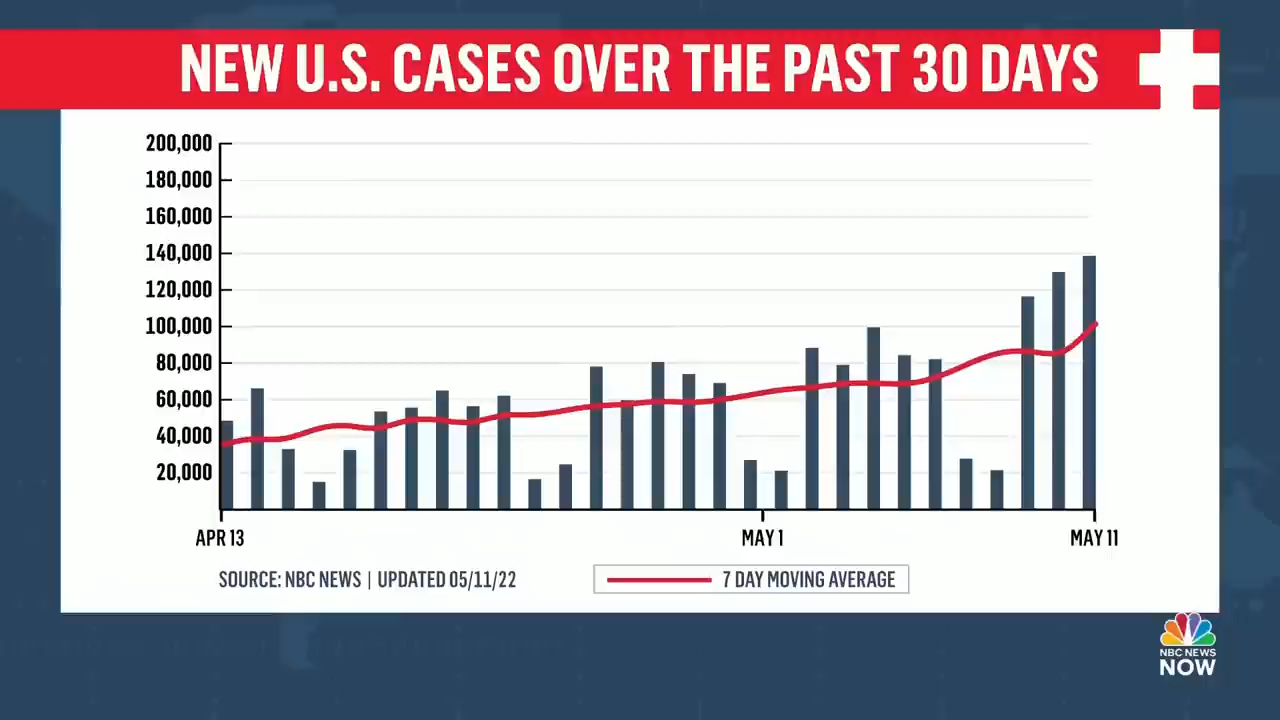 NEW U.S. CASES OVER THE PAST 30 DAYS
200,000
180,000
160,000
140,000
120,000
100,000
80,000
60,000
40,000
20,000
APR 13
MAY 1
MAY 11
SOURCE: NBC NEWS | UPDATED 05/11/22
7 DAY MOVING AVERAGE
NBC NEWS
NOW